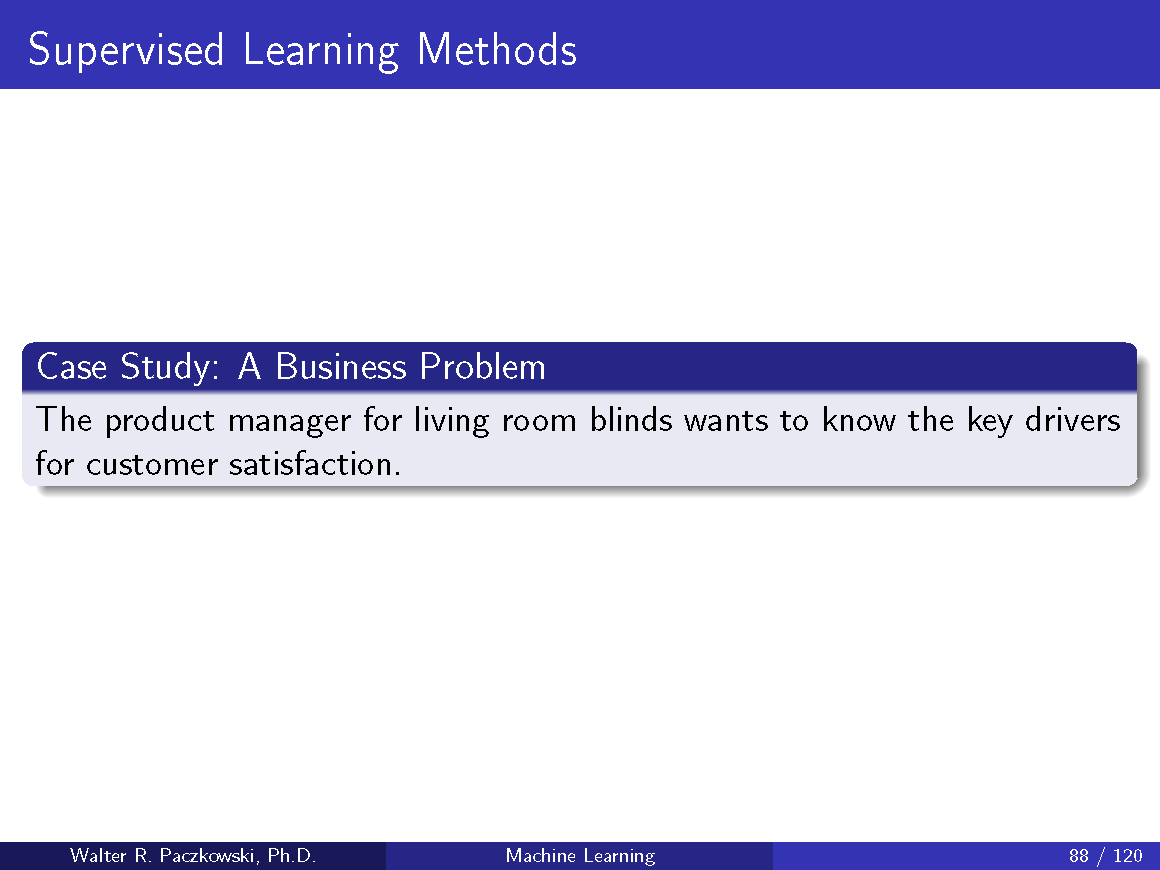 Supervised Learning Methods
Case Study: A Business Problem
The product manager for living room blinds wants to know the key drivers
for customer satisfaction.
Walter R. Paczkowski, Ph.D.
Machine Learning
88 / 120